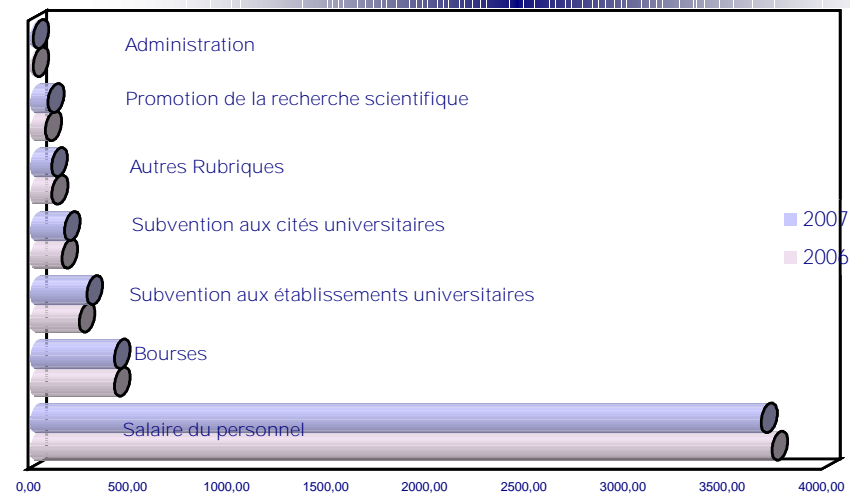 Administration
Promotion de la recherche scientifique
Autres Rubriques
Subvention aux cités universitaires
2007
2006
Subvention aux établissements universitaires
Bourses
Salaire du personnel
0,00 500,00 1000,00 1500,00 2000,00 2500,00 3000,00 3500,00 4000,00